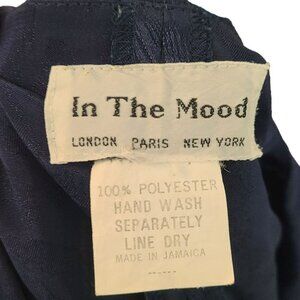 In The Mood
LONDON PARIS NEW YORK
100% POLYESTER
HAND WASH
SEPARATELY
LINE DRY
MADE IN JAMAICA